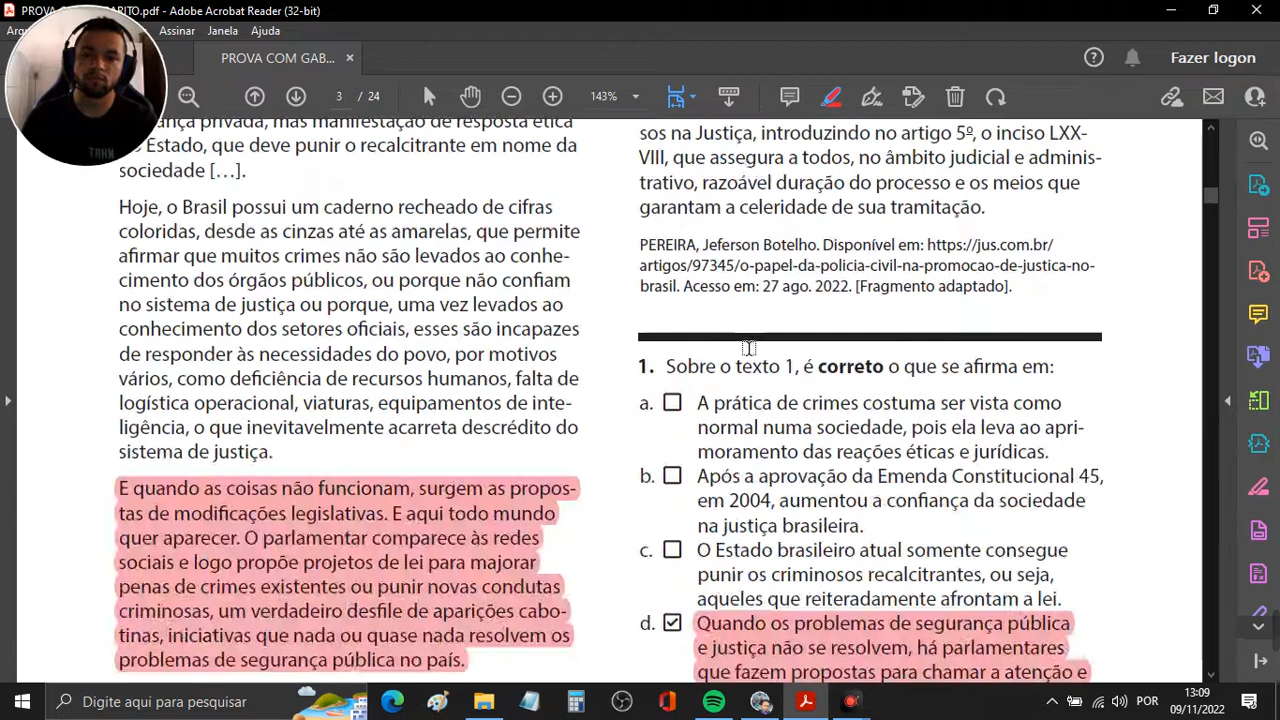 PROVA
ARITO.pdf - Adobe Acrobat Reader (32-bit)
Assinar Janela Ajuda
PROVA COM GAB... ×
Fazer logon
3 / 24
143%
privada, mas manifestação de resposta ética
Estado, que deve punir o recalcitrante em nome da
sociedade […].
Hoje, o Brasil possui um caderno recheado de cifras
coloridas, desde as cinzas até as amarelas, que permite
afirmar que muitos crimes não são levados ao conhe-
cimento dos órgãos públicos, ou porque não confiam
no sistema de justiça ou porque, uma vez levados ao
conhecimento dos setores oficiais, esses são incapazes
de responder às necessidades do povo, por motivos
vários, como deficiência de recursos humanos, falta de
logística operacional, viaturas, equipamentos de inte-
ligência, o que inevitavelmente acarreta descrédito do
sistema de justiça.
E quando as coisas não funcionam, surgem as propos-
tas de modificações legislativas. E aqui todo mundo
quer aparecer. O parlamentar comparece às redes
sociais e logo propõe projetos de lei para majorar
penas de crimes existentes ou punir novas condutas
criminosas, um verdadeiro desfile de aparições cabo-
tinas, iniciativas que nada ou quase nada resolvem os
problemas de segurança pública no país.
sos na Justiça, introduzindo no artigo 5º, o inciso LXX-
VIII, que assegura a todos, no âmbito judicial e adminis-
trativo, razoável duração do processo e os meios que
garantam a celeridade de sua tramitação.
PEREIRA, Jeferson Botelho. Disponível em: https://jus.com.br/
artigos/97345/o-papel-da-policia-civil-na-promocao-de-justica-no-
brasil. Acesso em: 27 ago. 2022. [Fragmento adaptado].
1. Sobre o texto 1, é correto o que se afirma em:
a. A prática de crimes costuma ser vista como
normal numa sociedade, pois ela leva ao apri-
moramento das reações éticas e jurídicas.
b. Após a aprovação da Emenda Constitucional 45,
em 2004, aumentou a confiança da sociedade
na justiça brasileira.
c. O Estado brasileiro atual somente consegue
punir os criminosos recalcitrantes, ou seja,
aqueles que reiteradamente afrontam a lei.
d. Quando os problemas de segurança pública
e justiça não se resolvem, há parlamentares
que fazem propostas para chamar a atenção e
Digite aqui para pesquisar
POR
13:09
09/11/2022